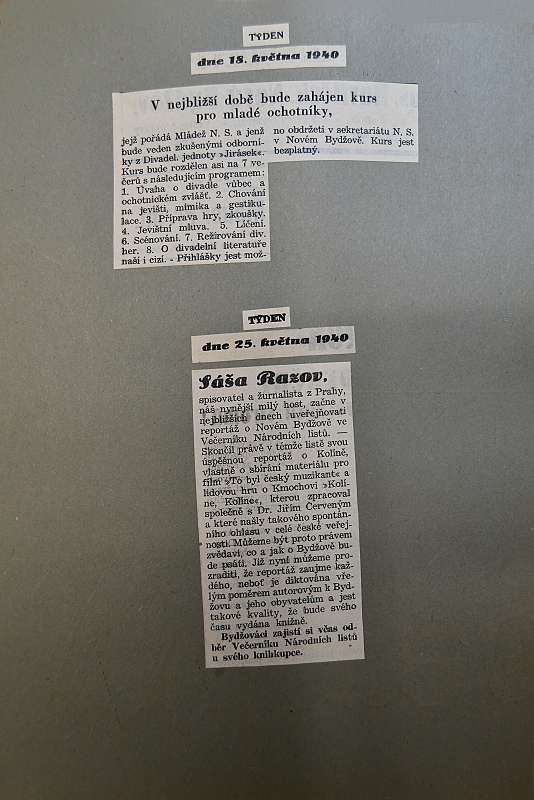 TÝDEN
dne 18. května 1940
V nejbližší době bude zahájen kurs
pro mladé ochotníky,
jejž pořádá Mládež N. S. a jenž
bude veden zkušenými odborní-
ky z Divadel. jednoty »Jirásek«.
Kurs bude rozdělen asi na 7 ve-
čerů s následujícím programem:
1. Úvaha o divadle vůbec a
ochotnickém zvlášť. 2. Chování
na jevišti, mimika a gestiku-
lace. 3. Příprava hry, zkoušky.
4. Jevištní mluva. 5. Líčení.
6. Scénování. 7. Režírování div.
her. 8. O divadelní literatuře
naší i cizí. - Přihlášky jest mož-
no obdržeti v sekretariátu N. S.
v Novém Bydžově. Kurs jest
bezplatný.
TÝDEN
dne 25. května 1940
Sáša Razov,
spisovatel a žurnalista z Prahy,
náš nynější milý host, začne v
nejbližších dnech uveřejňovati
reportáž o Novém Bydžově ve
Večerníku Národních listů. —
Skončil právě v témže listě svou
úspěšnou reportáž o Kolíně,
vlastně o sbírání materiálu pro
film »To byl český muzikant« a
lidovou hru o Kmochovi »Kolí-
ne, Kolíne«, kterou zpracoval
společně s Dr. Jiřím Červeným
a které našly takového spontán-
ního ohlasu v celé české veřej-
nosti. Můžeme být proto právem
zvědavi, co a jak o Bydžově bu-
de psáti. Již nyní můžeme pro-
zraditi, že reportáž zaujme kaž-
dého, neboť je diktována vře-
lým poměrem autorovým k Byd-
žovu a jeho obyvatelům a jest
takové kvality, že bude svého
času vydána knižně.
Bydžováci zajistí si včas od-
běr Večerníku Národních listů
u svého knihkupce.